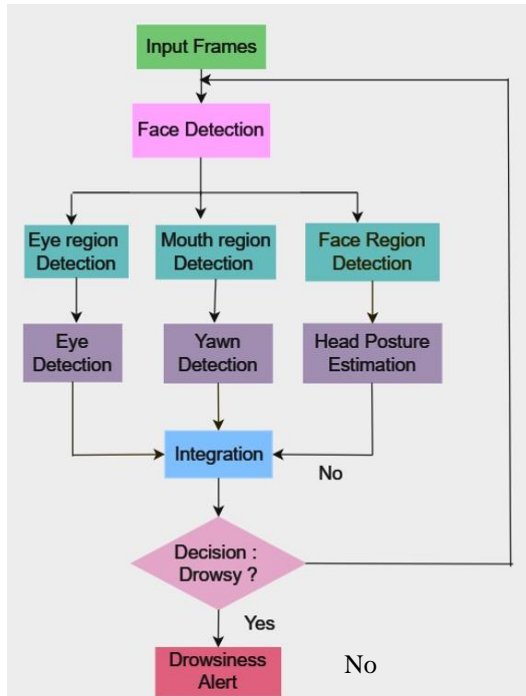 Input Frames
Face Detection
Eye region
Detection
Mouth region
Detection
Face Region
Detection
Eye
Detection
Yawn
Detection
Head Posture
Estimation
Integration
No
Decision :
Drowsy ?
Yes
Drowsiness
Alert
No